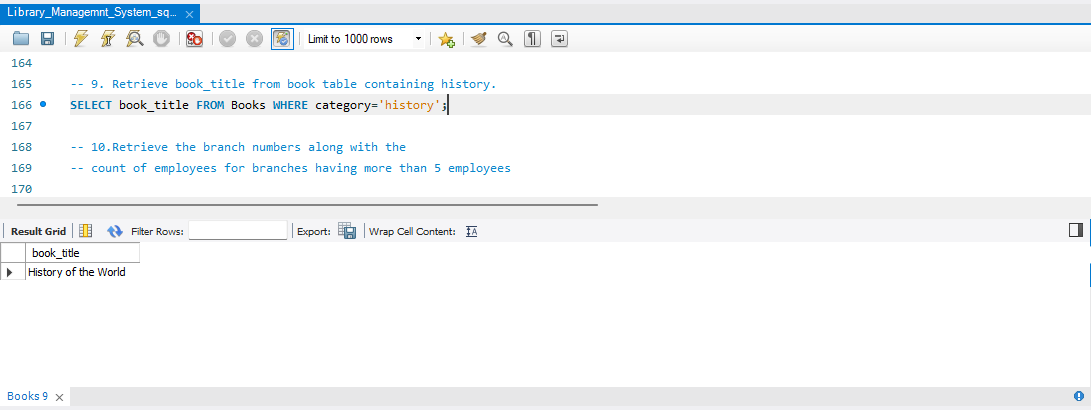 Library_Managemnt_System_sq...
Limit to 1000 rows
164
165 -- 9. Retrieve book_title from book table containing history.
166 SELECT book_title FROM Books WHERE category='history';
167
168 -- 10.Retrieve the branch numbers along with the
169 -- count of employees for branches having more than 5 employees
170
Result Grid Filter Rows: Export: Wrap Cell Content:
book_title
History of the World
Books 9